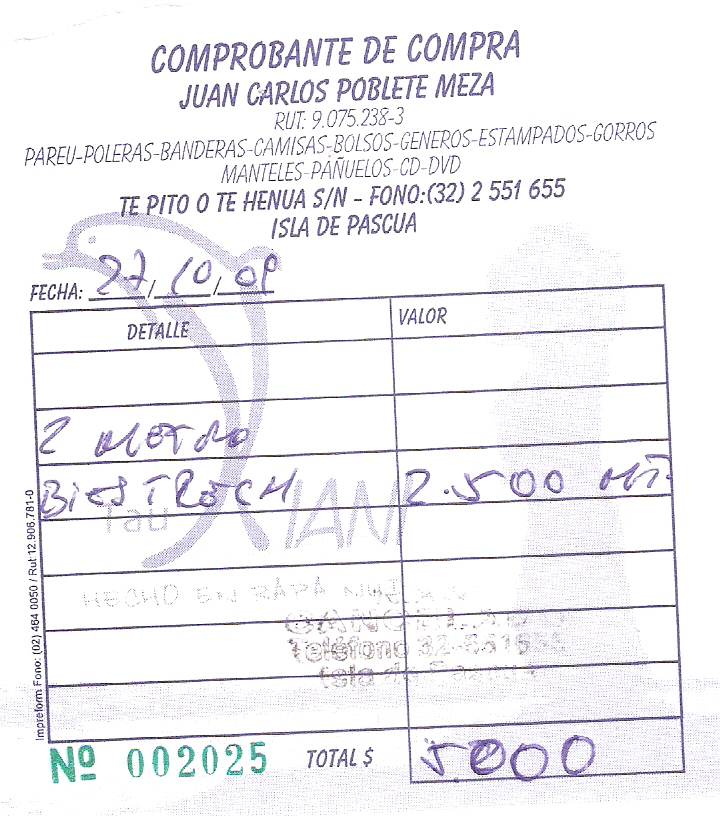 COMPROBANTE DE COMPRA
JUAN CARLOS POBLETE MEZA
RUT: 9.075.238-3
PAREU-POLERAS-BANDERAS-CAMISAS-BOLSOS-GENEROS-ESTAMPADOS-GORROS
MANTELES-PAÑUELOS-CD-DVD
TE PITO O TE HENUA S/N - FONO:(32) 2 551 655
ISLA DE PASCUA
FECHA: 27/10/09
DETALLE VALOR
2 METRO
BIESTRECH 2.500 MT.
Tau KIANI
HECHO EN RAPA NUI
CANCELADO
Teléfono 32-551655
Isla de Pascua
Nº 002025 TOTAL $ 5000
Impreform Fono: (02) 464 0050 / Rut:12.906.781-0